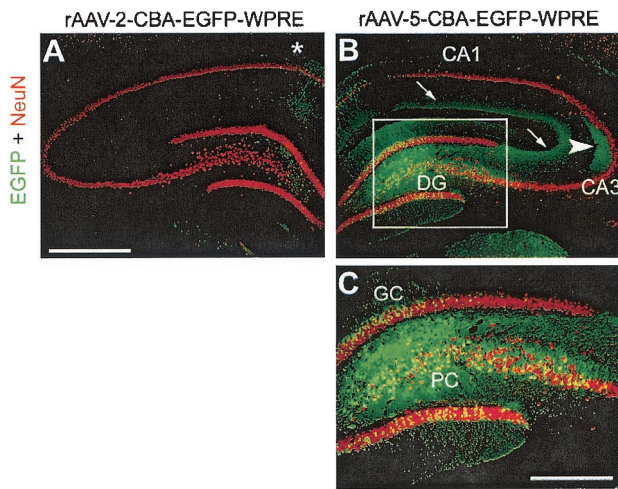 rAAV-2-CBA-EGFP-WPRE
rAAV-5-CBA-EGFP-WPRE
EGFP + NeuN
A
*
B
CA1
DG
CA3
C
GC
PC